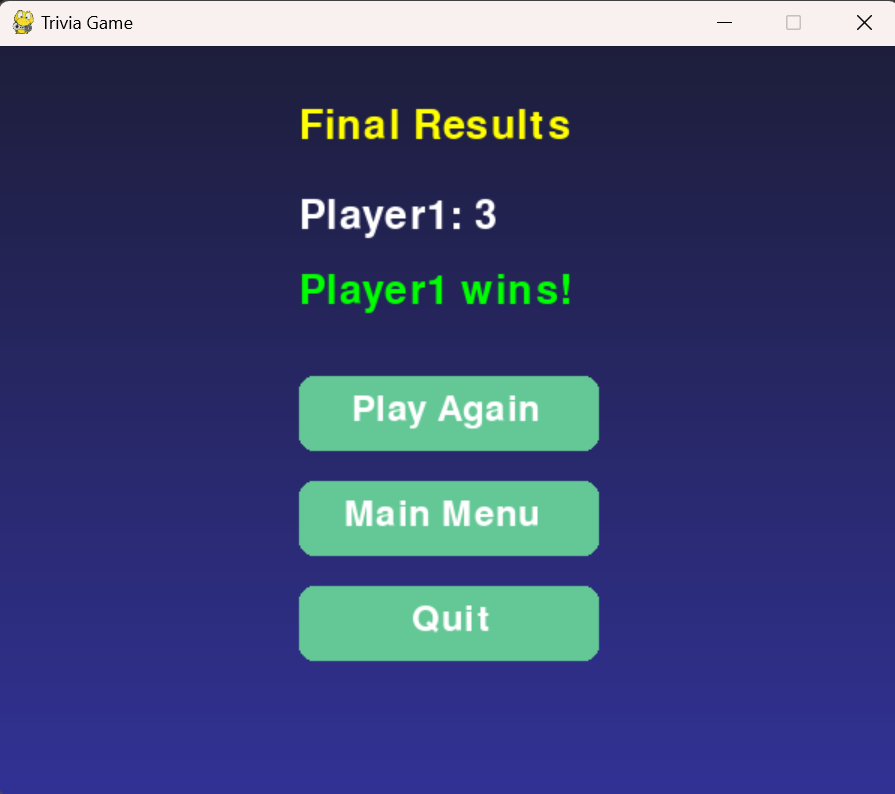 Trivia Game
Final Results
Player1: 3
Player1 wins!
Play Again
Main Menu
Quit